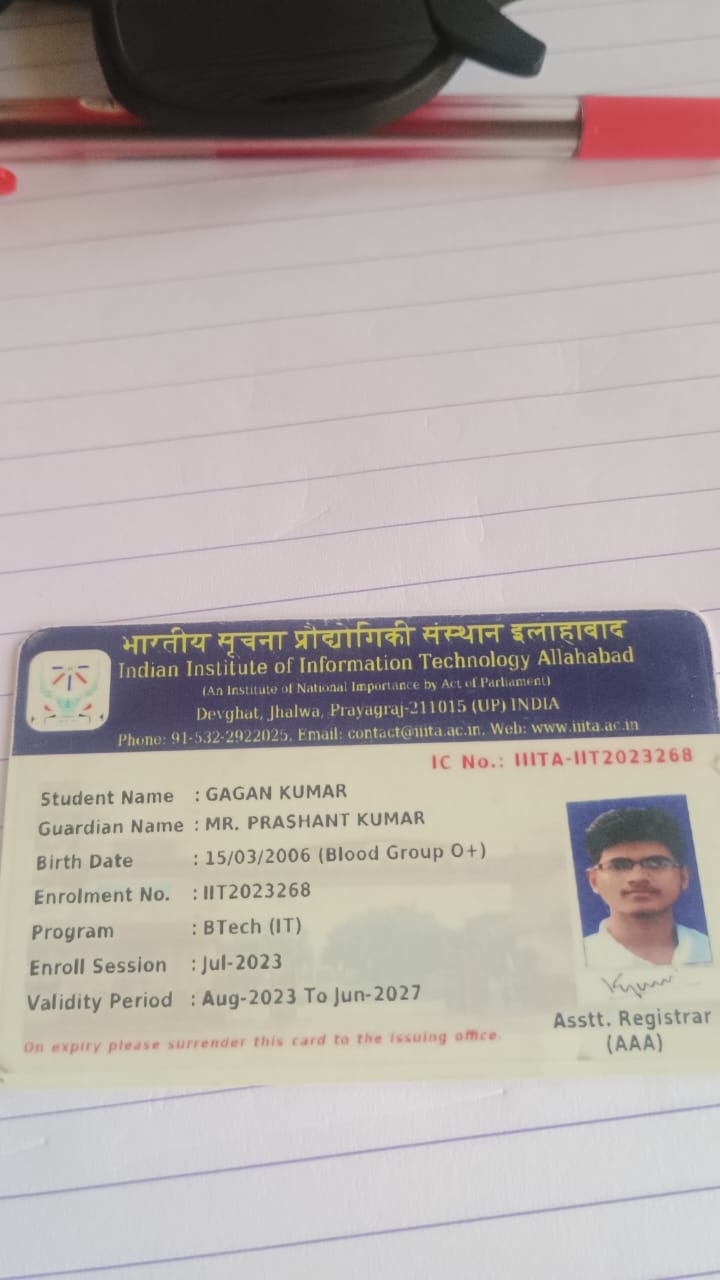 भारतीय सूचना प्रौद्योगिकी संस्थान इलाहाबाद
Indian Institute of Information Technology Allahabad
(An Institute of National Importance by Act of Parliament)
Devghat, Jhalwa, Prayagraj-211015 (UP) INDIA
Phone: 91-532-2922025, Email: contact@iiita.ac.in, Web: www.iiita.ac.in
IC No.: IIITA-IIT2023268
Student Name : GAGAN KUMAR
Guardian Name : MR. PRASHANT KUMAR
Birth Date : 15/03/2006 (Blood Group O+)
Enrolment No. : IIT2023268
Program : BTech (IT)
Enroll Session : Jul-2023
Validity Period : Aug-2023 To Jun-2027
Asstt. Registrar
(AAA)
On expiry please surrender this card to the issuing office.